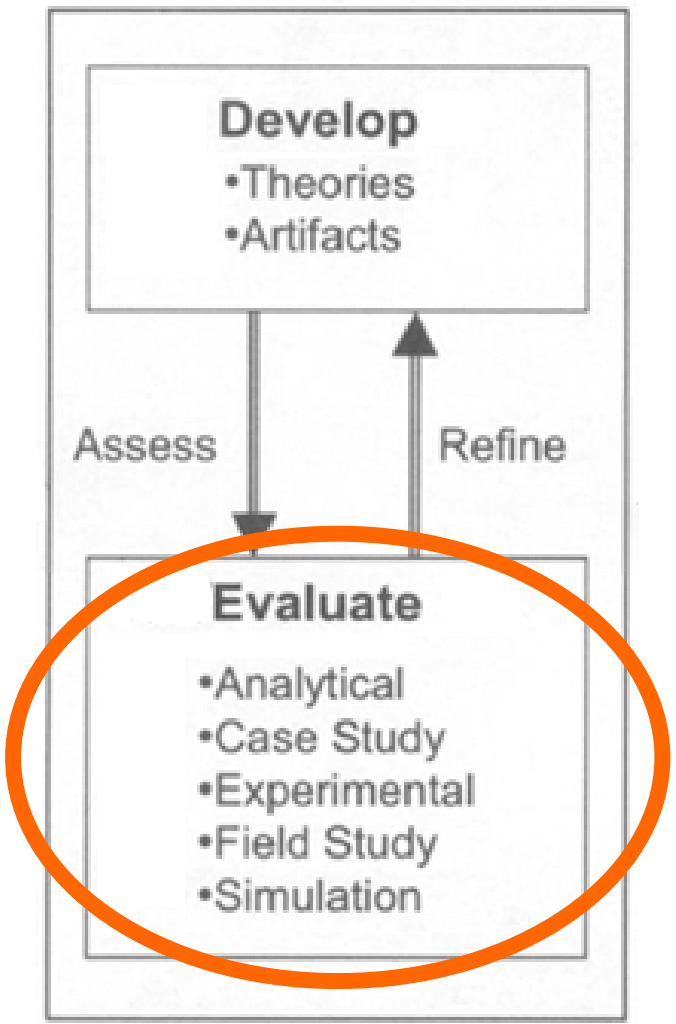 Develop
•Theories
•Artifacts
Assess
Refine
Evaluate
•Analytical
•Case Study
•Experimental
•Field Study
•Simulation